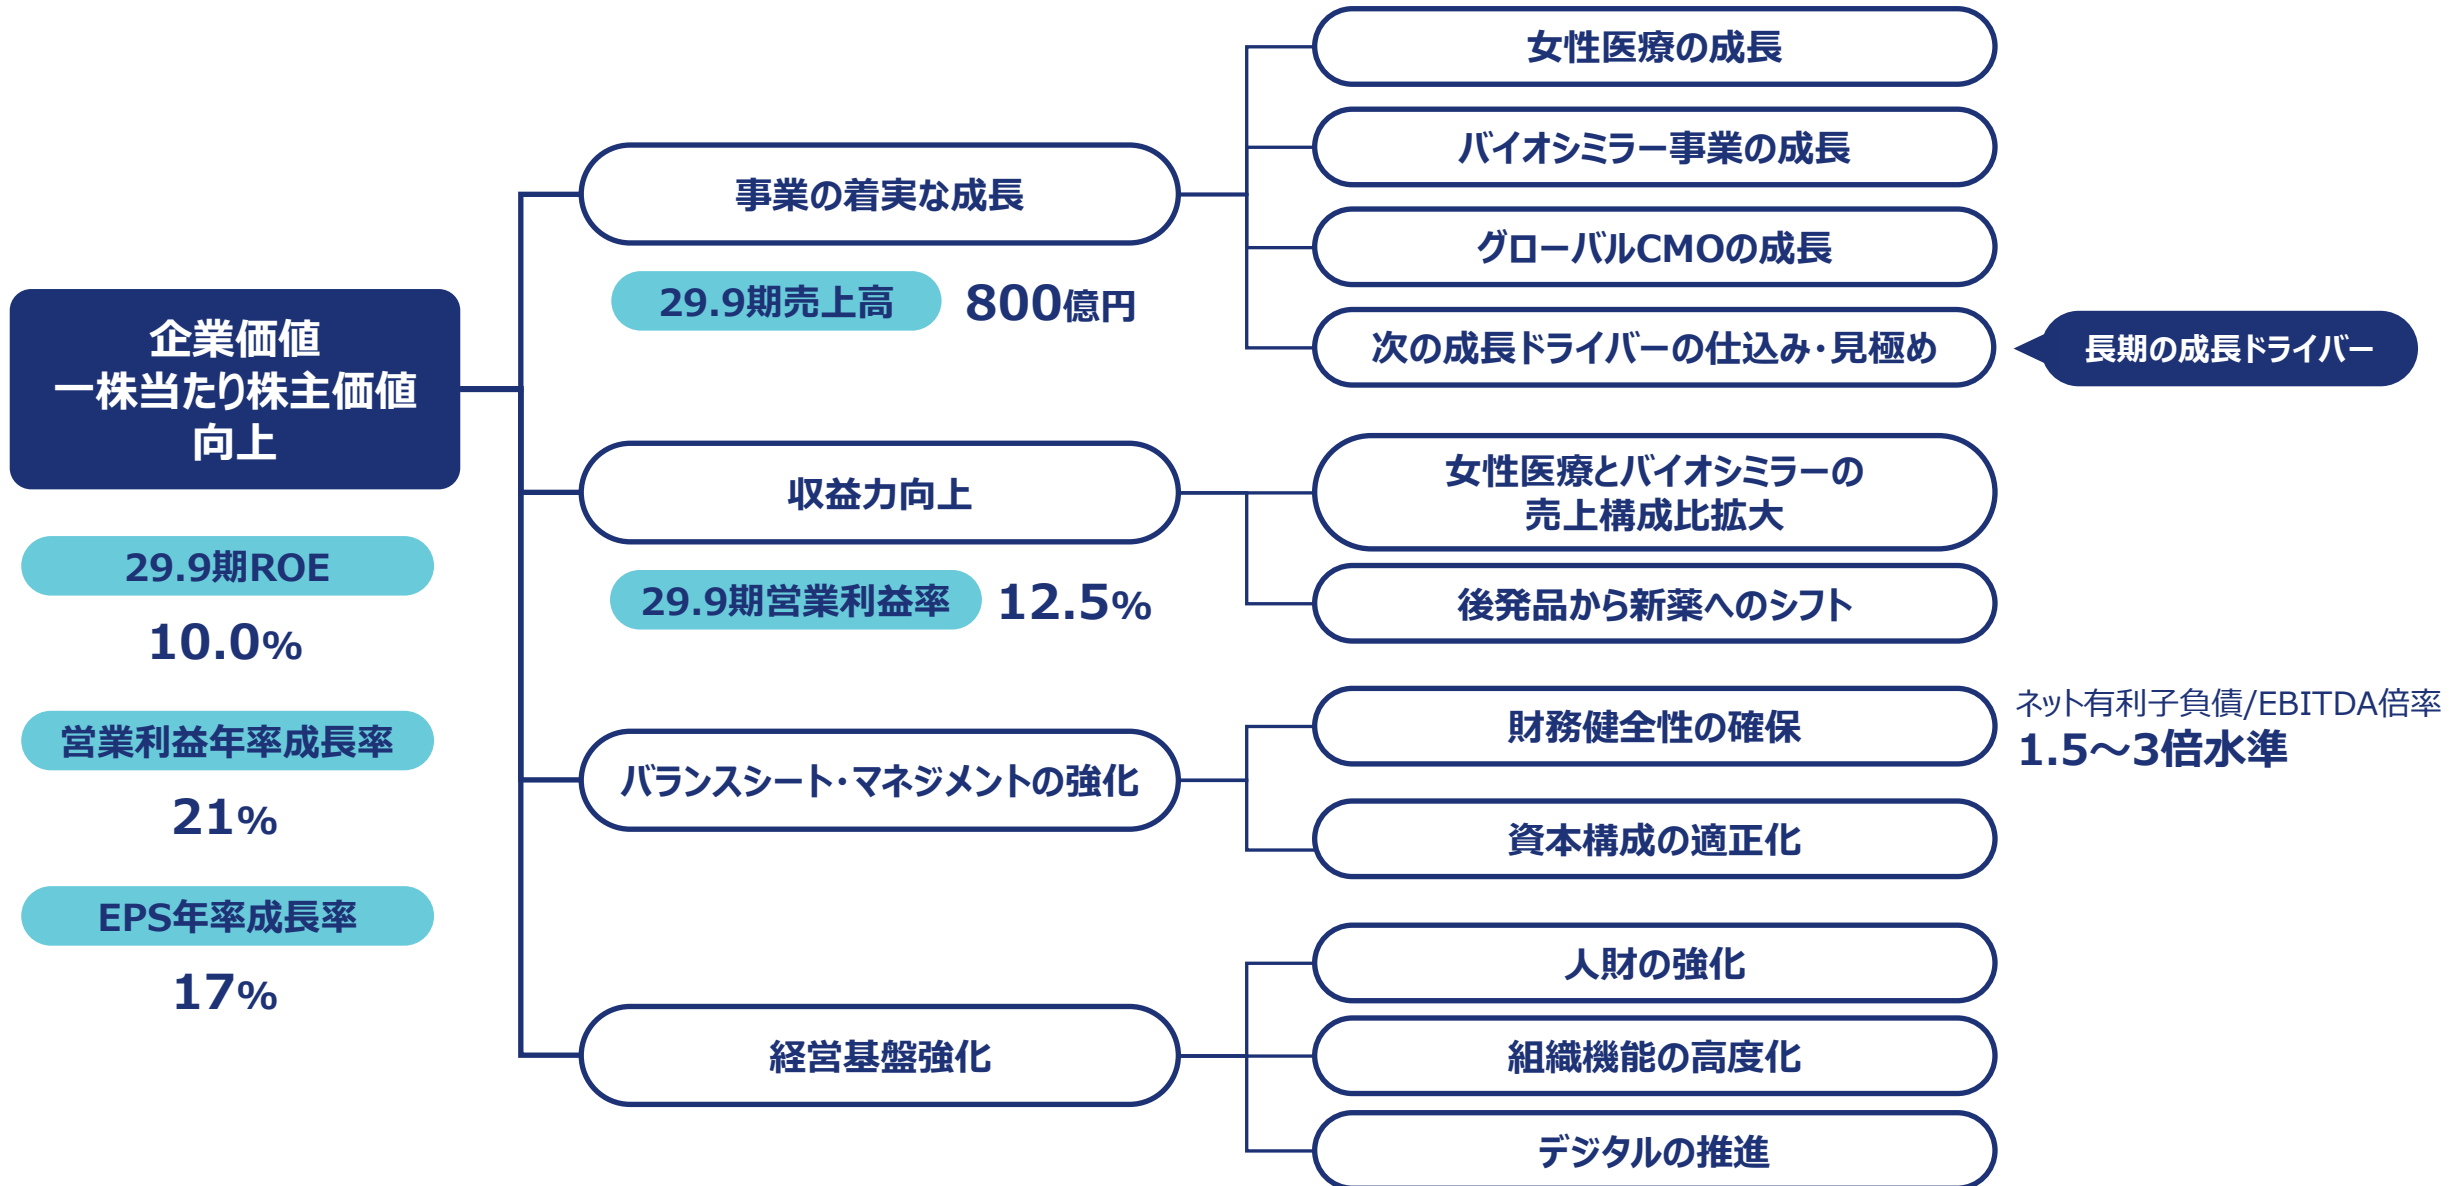 企業価値
一株当たり株主価値
向上
29.9期ROE
10.0%
営業利益年率成長率
21%
EPS年率成長率
17%
事業の着実な成長
29.9期売上高 800億円
女性医療の成長
バイオシミラー事業の成長
グローバルCMOの成長
次の成長ドライバーの仕込み・見極め
長期の成長ドライバー
収益力向上
29.9期営業利益率 12.5%
女性医療とバイオシミラーの
売上構成比拡大
後発品から新薬へのシフト
バランスシート・マネジメントの強化
財務健全性の確保
ネット有利子負債/EBITDA倍率
1.5～3倍水準
資本構成の適正化
経営基盤強化
人財の強化
組織機能の高度化
デジタルの推進